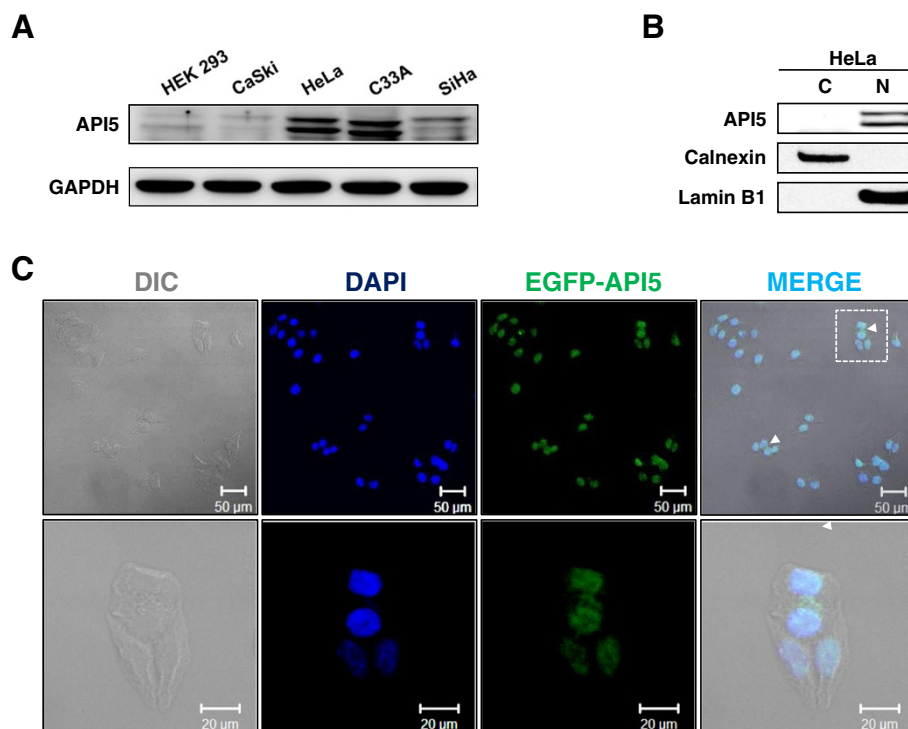 A
HEK 293 CaSki HeLa C33A SiHa
API5
GAPDH
B
HeLa
C N
API5
Calnexin
Lamin B1
C
DIC DAPI EGFP-API5 MERGE
50 µm 50 µm 50 µm 50 µm
20 µm 20 µm 20 µm 20 µm